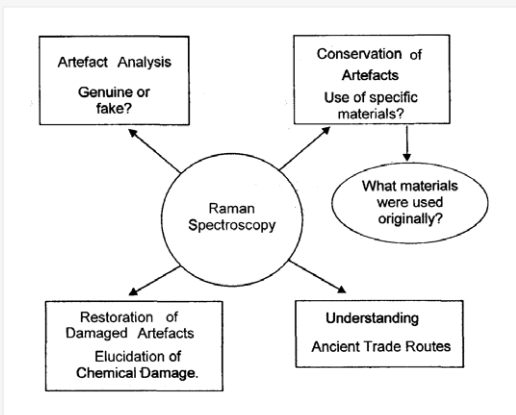 Artefact Analysis
Genuine or
fake?
Conservation of
Artefacts
Use of specific
materials?
What materials
were used
originally?
Raman
Spectroscopy
Restoration of
Damaged Artefacts
Elucidation of
Chemical Damage.
Understanding
Ancient Trade Routes